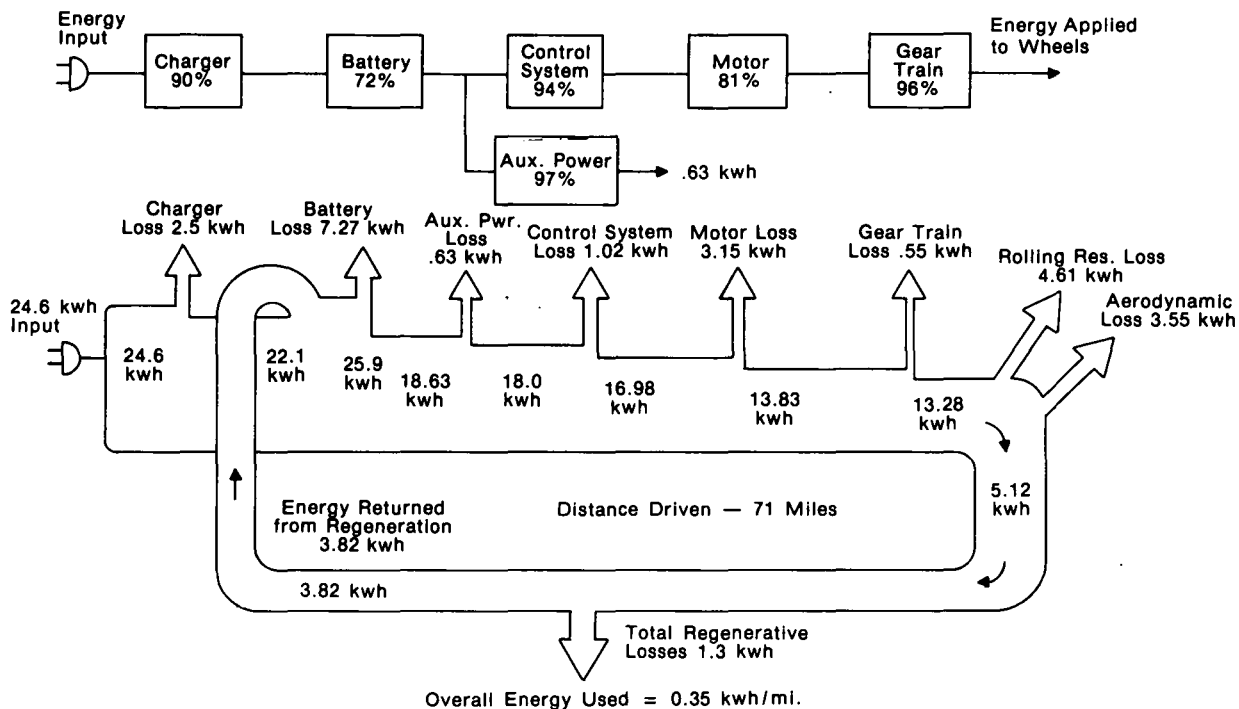 Energy
Input
Charger
90%
Battery
72%
Control
System
94%
Motor
81%
Gear
Train
96%
Energy Applied
to Wheels
Aux. Power
97%
.63 kwh
Charger
Loss 2.5 kwh
Battery
Loss 7.27 kwh
Aux. Pwr.
Loss
.63 kwh
Control System
Loss 1.02 kwh
Motor Loss
3.15 kwh
Gear Train
Loss .55 kwh
Rolling Res. Loss
4.61 kwh
Aerodynamic
Loss 3.55 kwh
24.6 kwh
Input
24.6
kwh
22.1
kwh
25.9
kwh
18.63
kwh
18.0
kwh
16.98
kwh
13.83
kwh
13.28
kwh
5.12
kwh
Energy Returned
from Regeneration
3.82 kwh
Distance Driven — 71 Miles
3.82 kwh
Total Regenerative
Losses 1.3 kwh
Overall Energy Used = 0.35 kwh/mi.